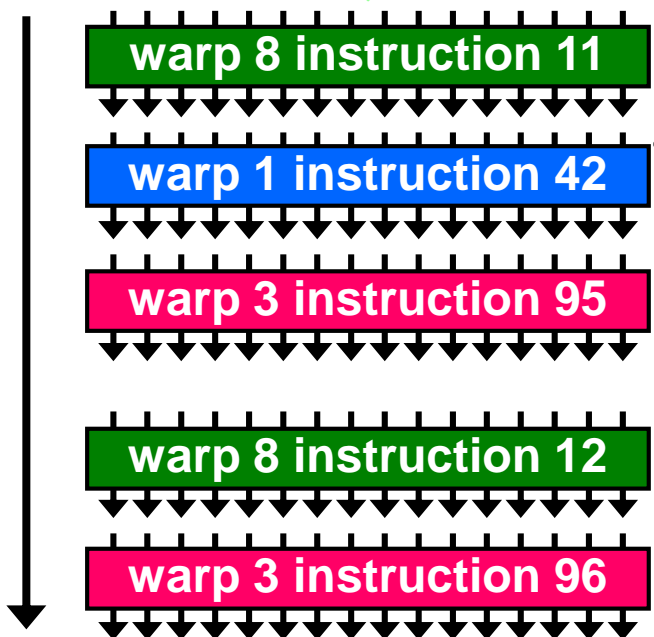 warp 8 instruction 11
warp 1 instruction 42
warp 3 instruction 95
warp 8 instruction 12
warp 3 instruction 96